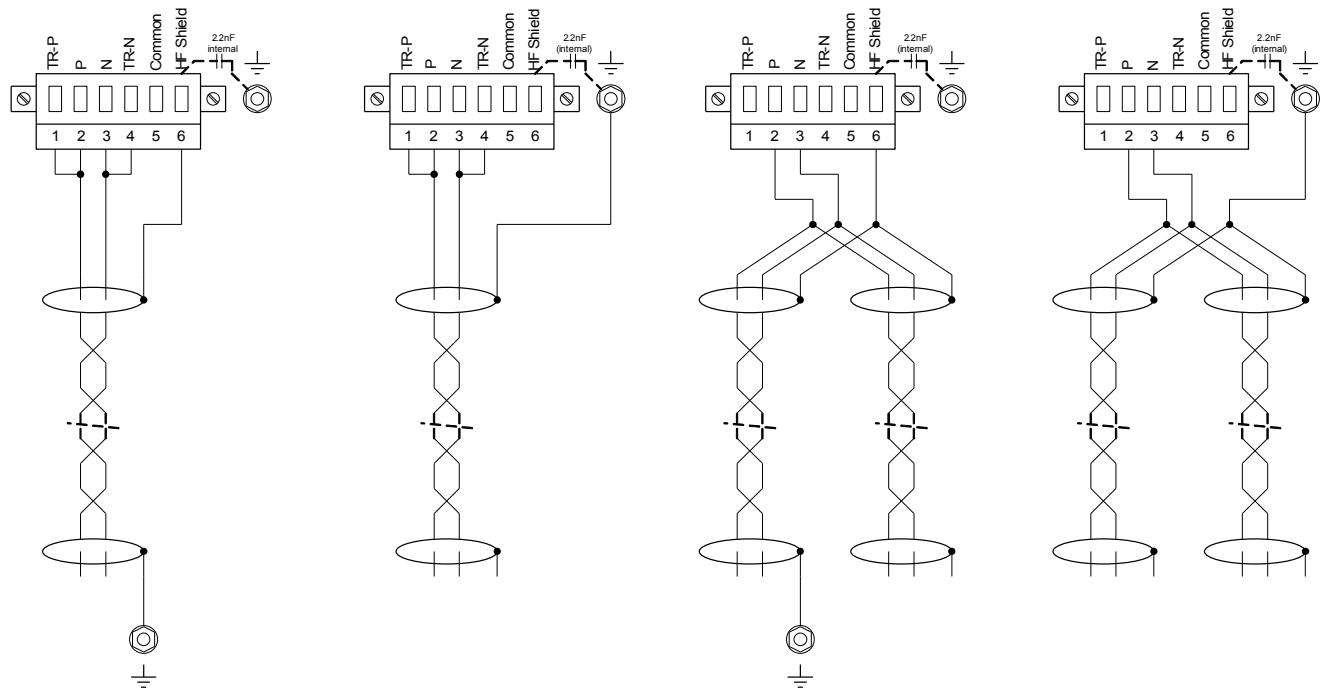 TR-P
P
N
TR-N
Common
HF Shield
2.2nF
internal
1 2 3 4 5 6
TR-P
P
N
TR-N
Common
HF Shield
2.2nF
(internal)
1 2 3 4 5 6
TR-P
P
N
TR-N
Common
HF Shield
2.2nF
(internal)
1 2 3 4 5 6
TR-P
P
N
TR-N
Common
HF Shield
2.2nF
(internal)
1 2 3 4 5 6